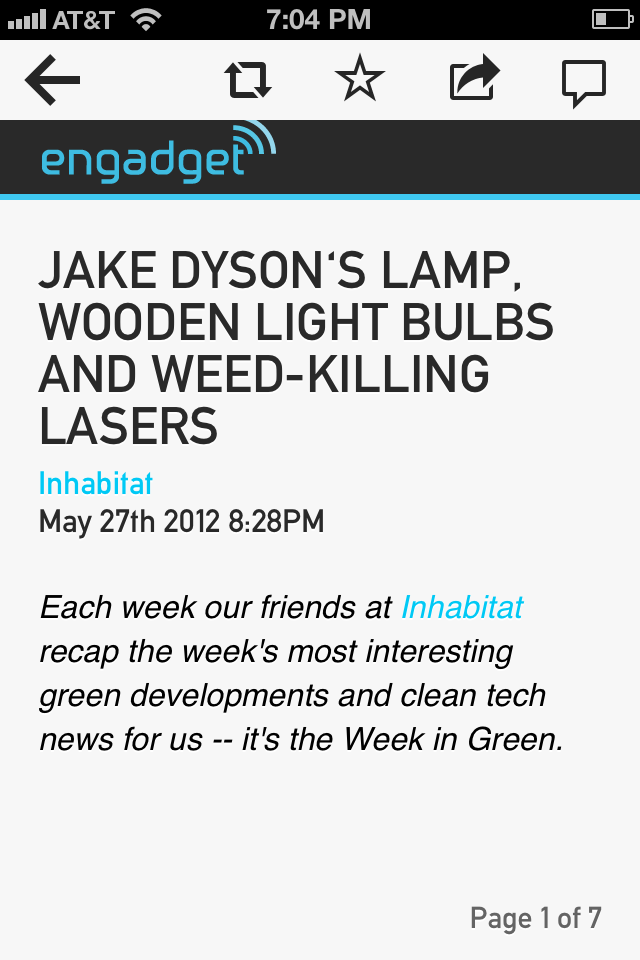 AT&T 7:04 PM
engadget
JAKE DYSON‘S LAMP,
WOODEN LIGHT BULBS
AND WEED-KILLING
LASERS
Inhabitat
May 27th 2012 8:28PM
Each week our friends at Inhabitat
recap the week's most interesting
green developments and clean tech
news for us -- it's the Week in Green.
Page 1 of 7